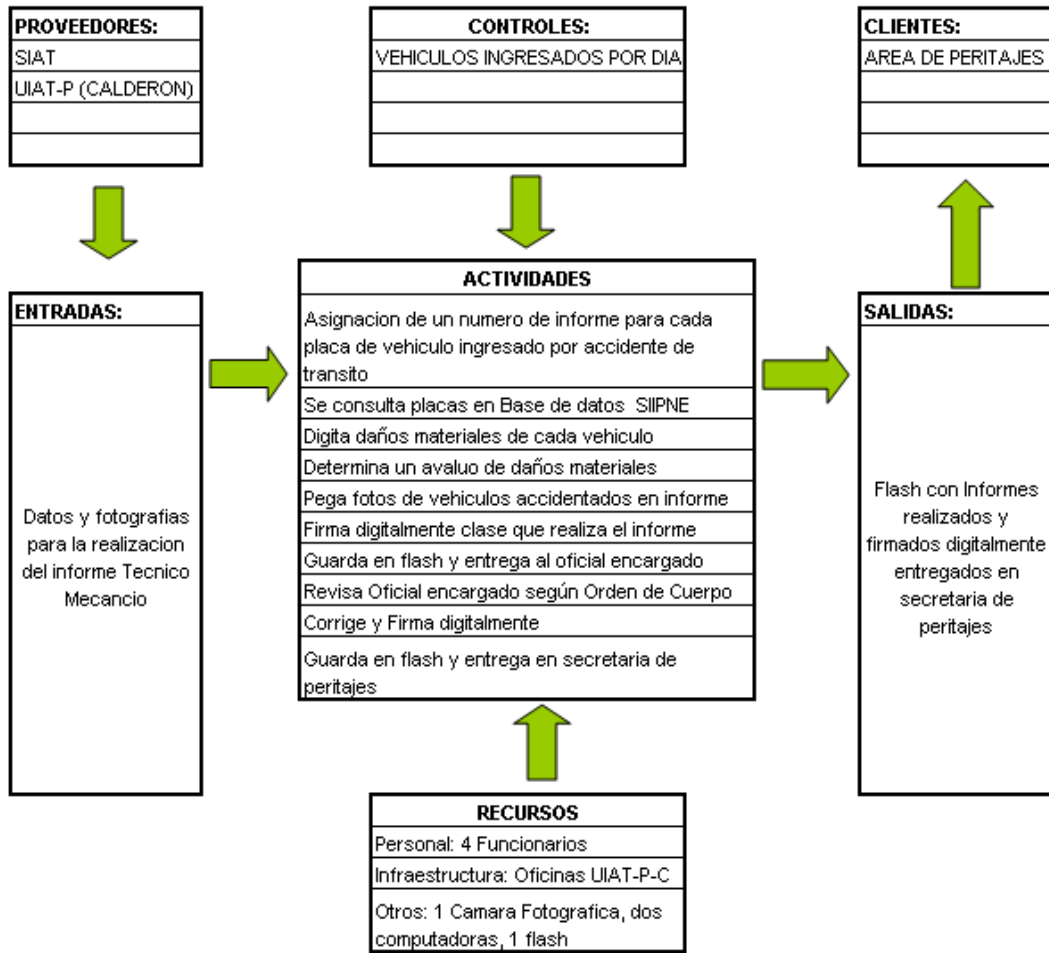 PROVEEDORES:
SIAT
UIAT-P (CALDERON)
CONTROLES:
VEHICULOS INGRESADOS POR DIA
CLIENTES:
AREA DE PERITAJES
ENTRADAS:
Datos y fotografias
para la realizacion
del informe Tecnico
Mecancio
ACTIVIDADES
Asignacion de un numero de informe para cada
placa de vehiculo ingresado por accidente de
transito
Se consulta placas en Base de datos SIIPNE
Digita daños materiales de cada vehiculo
Determina un avaluo de daños materiales
Pega fotos de vehiculos accidentados en informe
Firma digitalmente clase que realiza el informe
Guarda en flash y entrega al oficial encargado
Revisa Oficial encargado según Orden de Cuerpo
Corrige y Firma digitalmente
Guarda en flash y entrega en secretaria de
peritajes
SALIDAS:
Flash con Informes
realizados y
firmados digitalmente
entregados en
secretaria de
peritajes
RECURSOS
Personal: 4 Funcionarios
Infraestructura: Oficinas UIAT-P-C
Otros: 1 Camara Fotografica, dos
computadoras, 1 flash